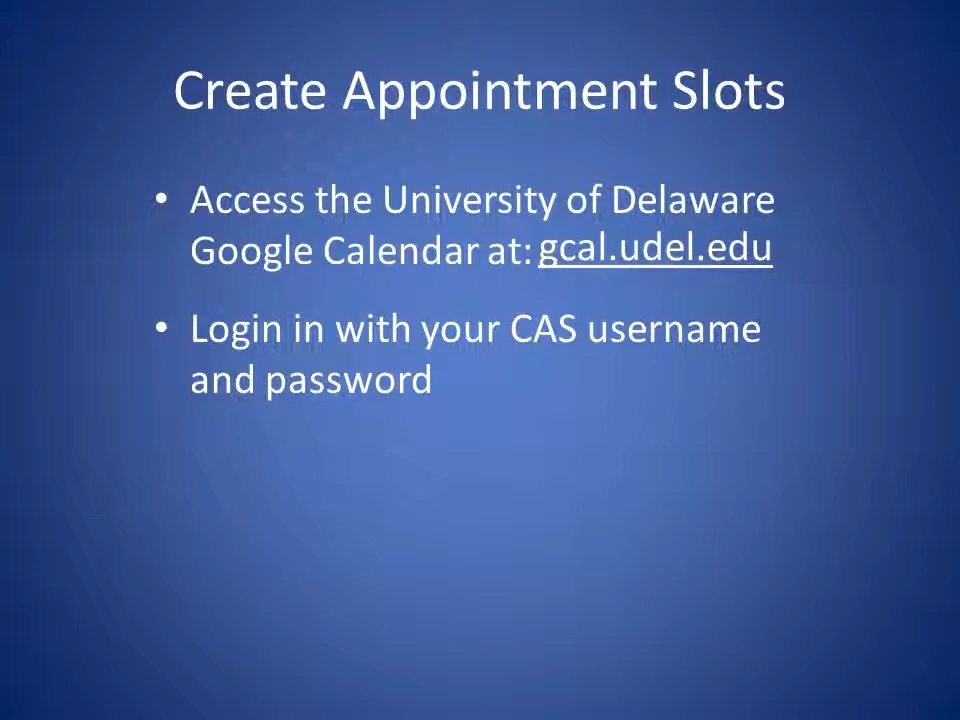 Create Appointment Slots
• Access the University of Delaware
Google Calendar at: gcal.udel.edu
• Login in with your CAS username
and password